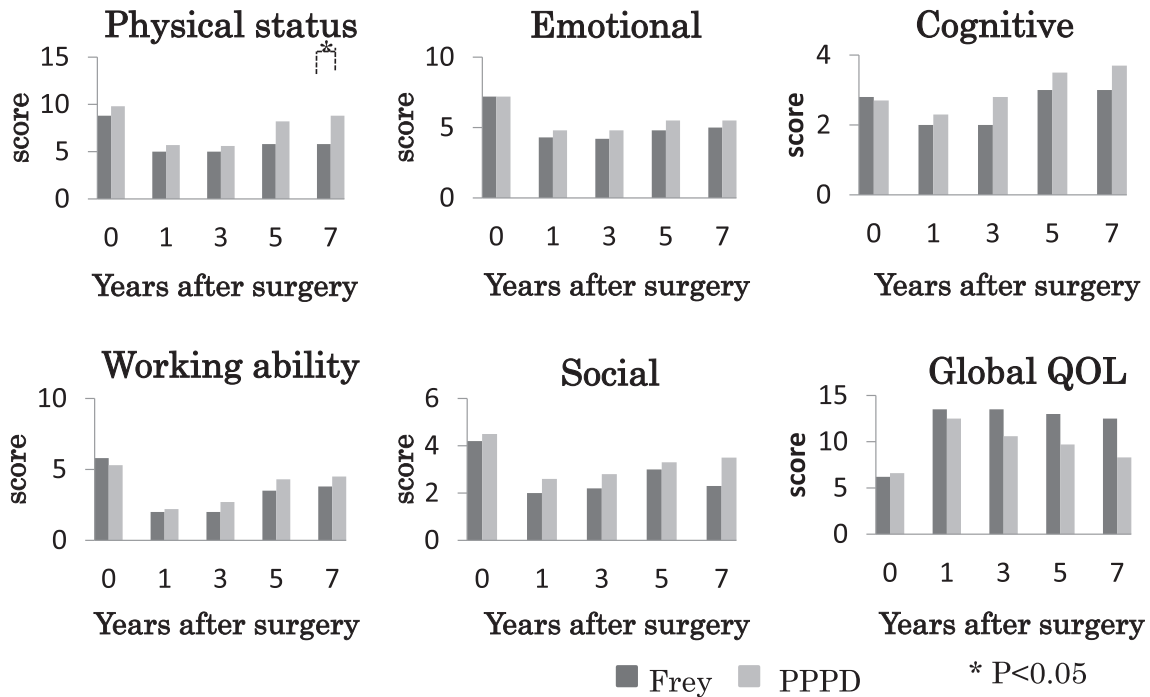 Physical status
*
15
10
5
0
score
0 1 3 5 7
Years after surgery
Emotional
10
5
0
score
0 1 3 5 7
Years after surgery
Cognitive
4
2
0
score
0 1 3 5 7
Years after surgery
Working ability
10
5
0
score
0 1 3 5 7
Years after surgery
Social
6
4
2
0
score
0 1 3 5 7
Years after surgery
Global QOL
15
10
5
0
score
0 1 3 5 7
Years after surgery
Frey PPPD
* P<0.05